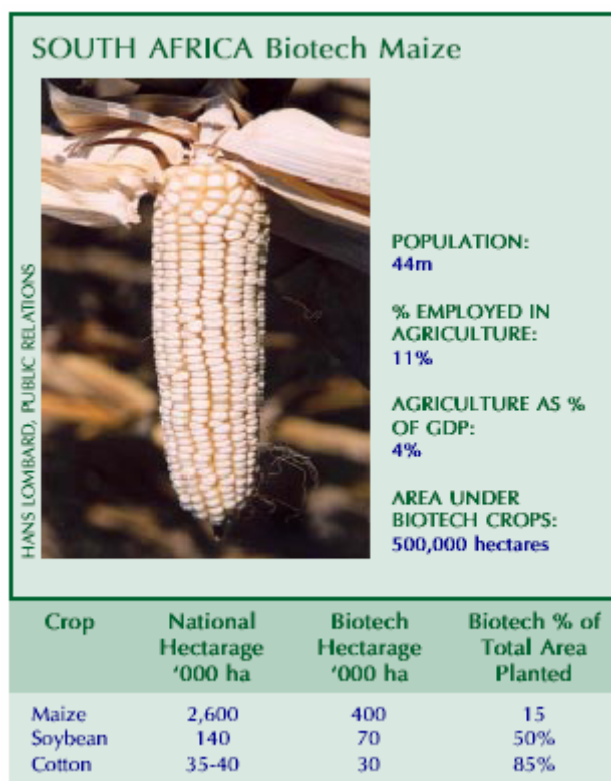 SOUTH AFRICA Biotech Maize
HANS LOMBARD, PUBLIC RELATIONS
POPULATION:
44m
% EMPLOYED IN
AGRICULTURE:
11%
AGRICULTURE AS %
OF GDP:
4%
AREA UNDER
BIOTECH CROPS:
500,000 hectares
Crop National Biotech Biotech % of
Hectarage Hectarage Total Area
'000 ha '000 ha Planted
Maize 2,600 400 15
Soybean 140 70 50%
Cotton 35-40 30 85%